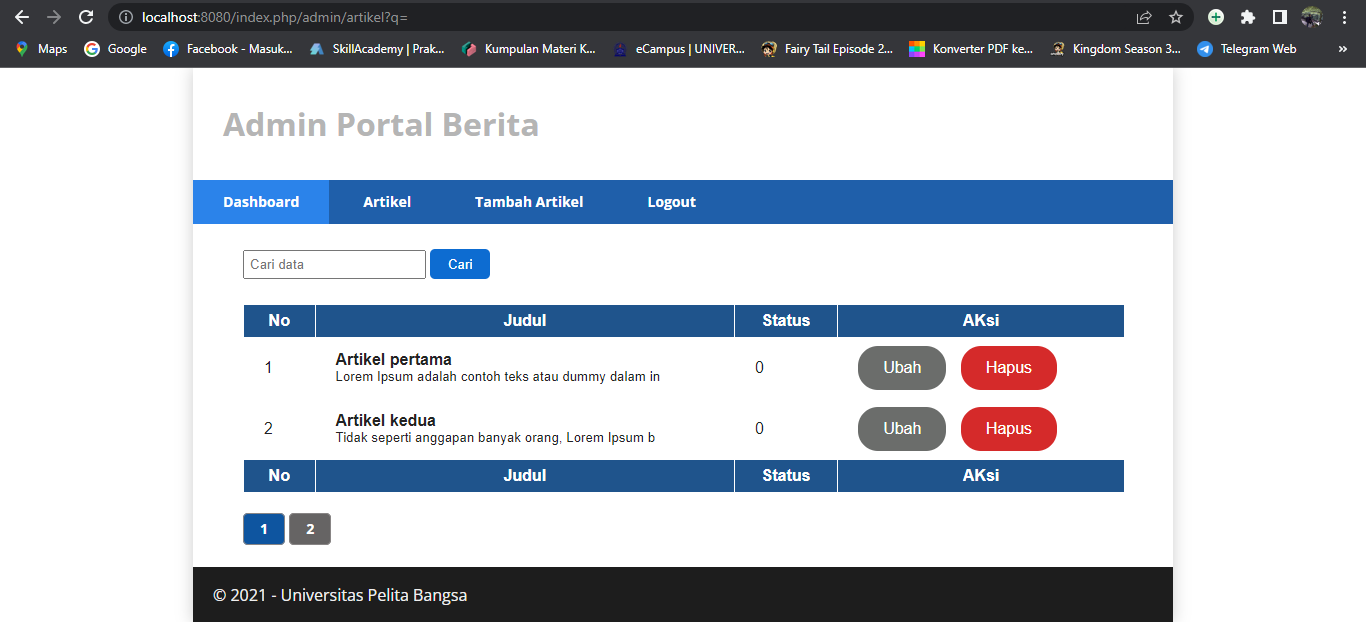 localhost:8080/index.php/admin/artikel?q=
Maps Google Facebook - Masuk... SkillAcademy | Prak... Kumpulan Materi K... eCampus | UNIVER... Fairy Tail Episode 2... Konverter PDF ke... Kingdom Season 3... Telegram Web »
Admin Portal Berita
Dashboard Artikel Tambah Artikel Logout
Cari data Cari
No Judul Status AKsi
1 Artikel pertama 0 Ubah Hapus
Lorem Ipsum adalah contoh teks atau dummy dalam in
2 Artikel kedua 0 Ubah Hapus
Tidak seperti anggapan banyak orang, Lorem Ipsum b
No Judul Status AKsi
1 2
© 2021 - Universitas Pelita Bangsa